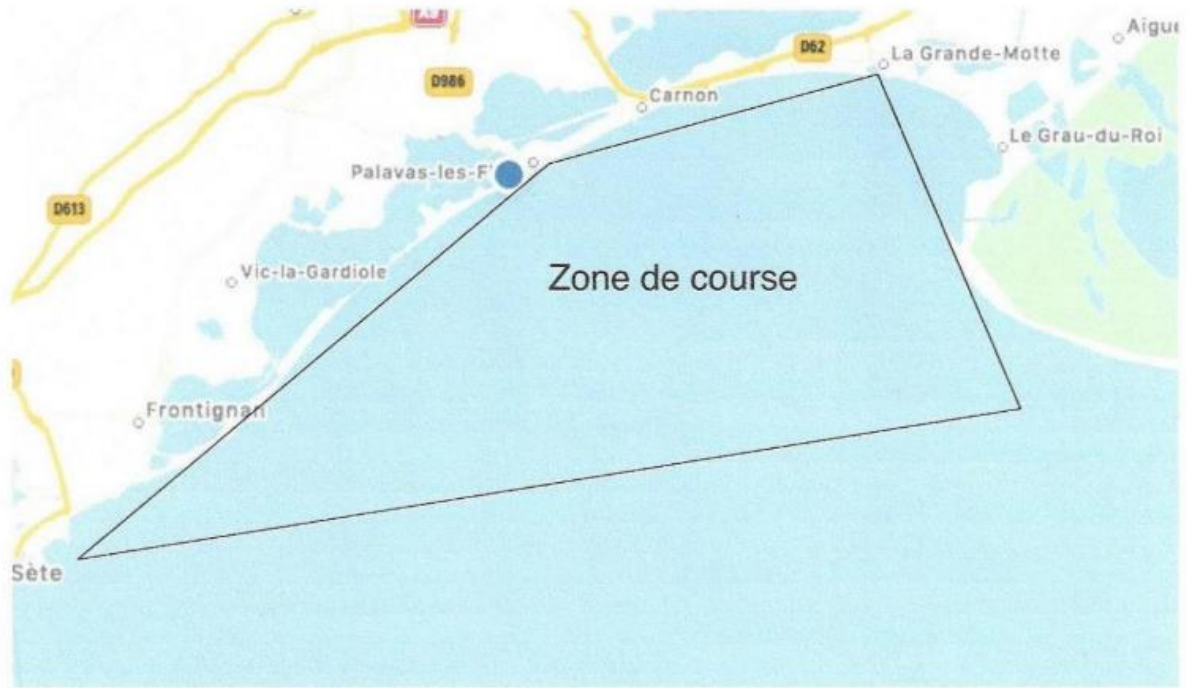 Aigu
D62
La Grande-Motte
D986
Carnon
Le Grau-du-Roi
Palavas-les-F
D613
Vic-la-Gardiole
Zone de course
Frontignan
Sète